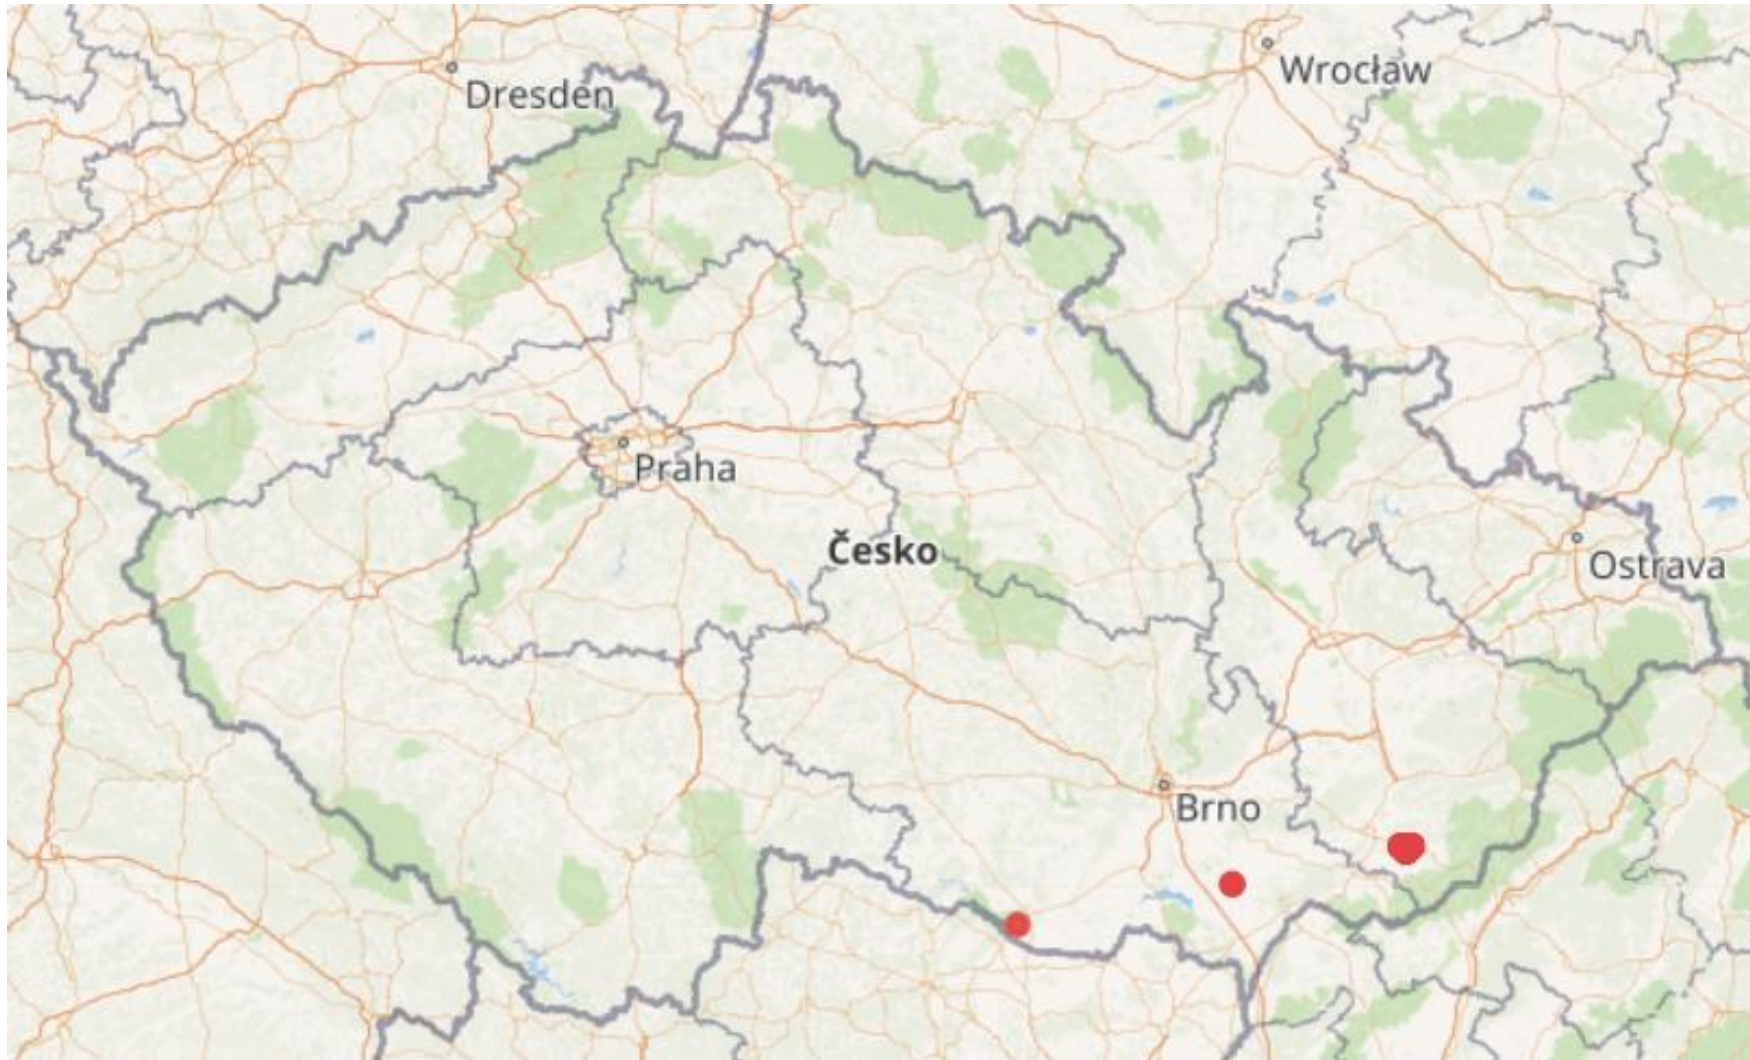 Wrocław
Dresden
Praha
Česko
Ostrava
Brno